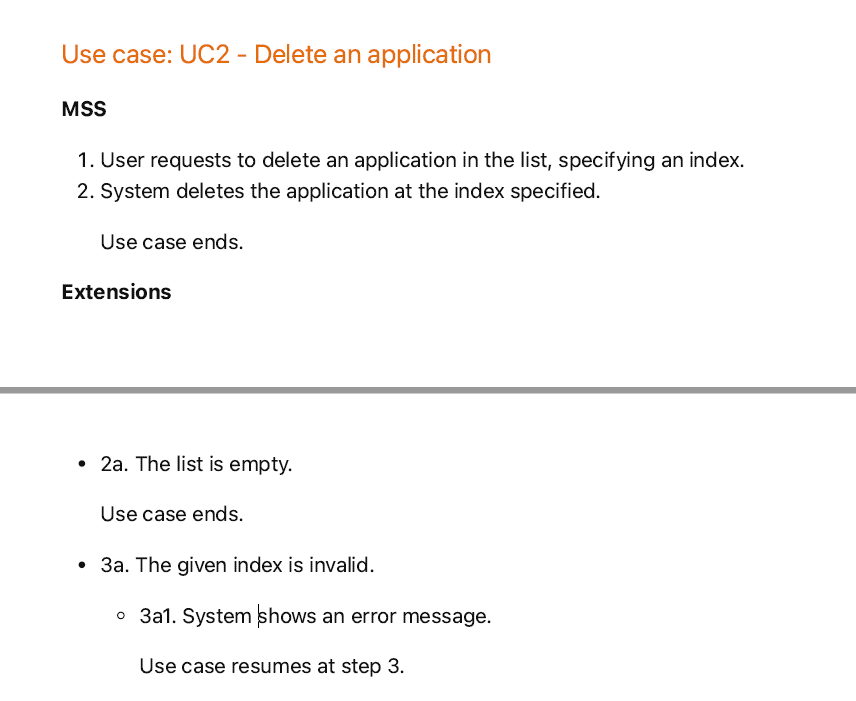 Use case: UC2 - Delete an application
MSS
1. User requests to delete an application in the list, specifying an index.
2. System deletes the application at the index specified.
Use case ends.
Extensions
• 2a. The list is empty.
Use case ends.
• 3a. The given index is invalid.
◦ 3a1. System shows an error message.
Use case resumes at step 3.